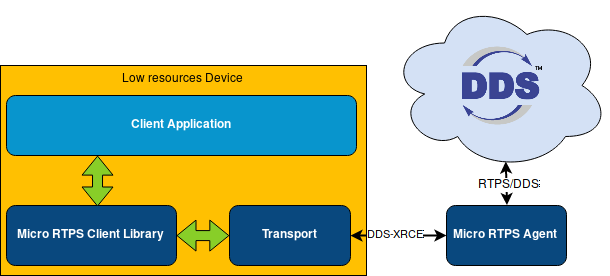 Low resources Device
Client Application
DDS™
RTPS/DDS:
Micro RTPS Client Library
Transport
DDS-XRCE
Micro RTPS Agent